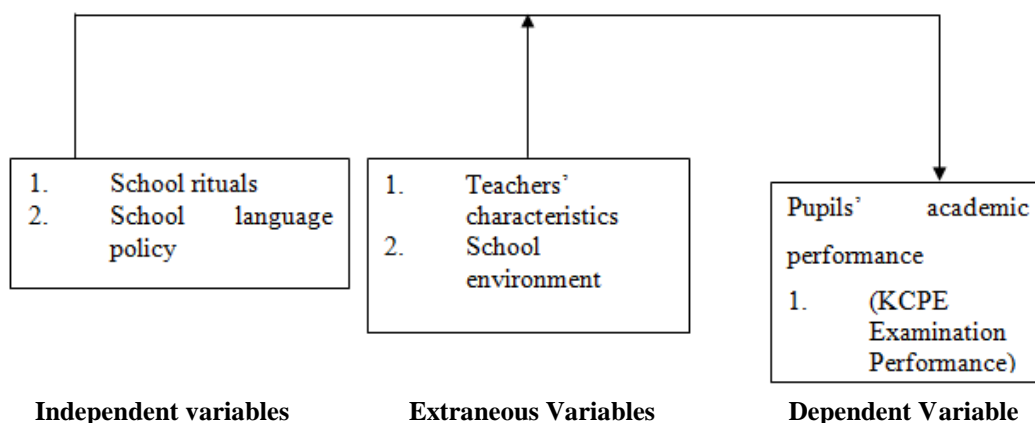 1. School rituals
2. School language
policy
1. Teachers’
characteristics
2. School
environment
Pupils’ academic
performance
1. (KCPE
Examination
Performance)
Independent variables
Extraneous Variables
Dependent Variable